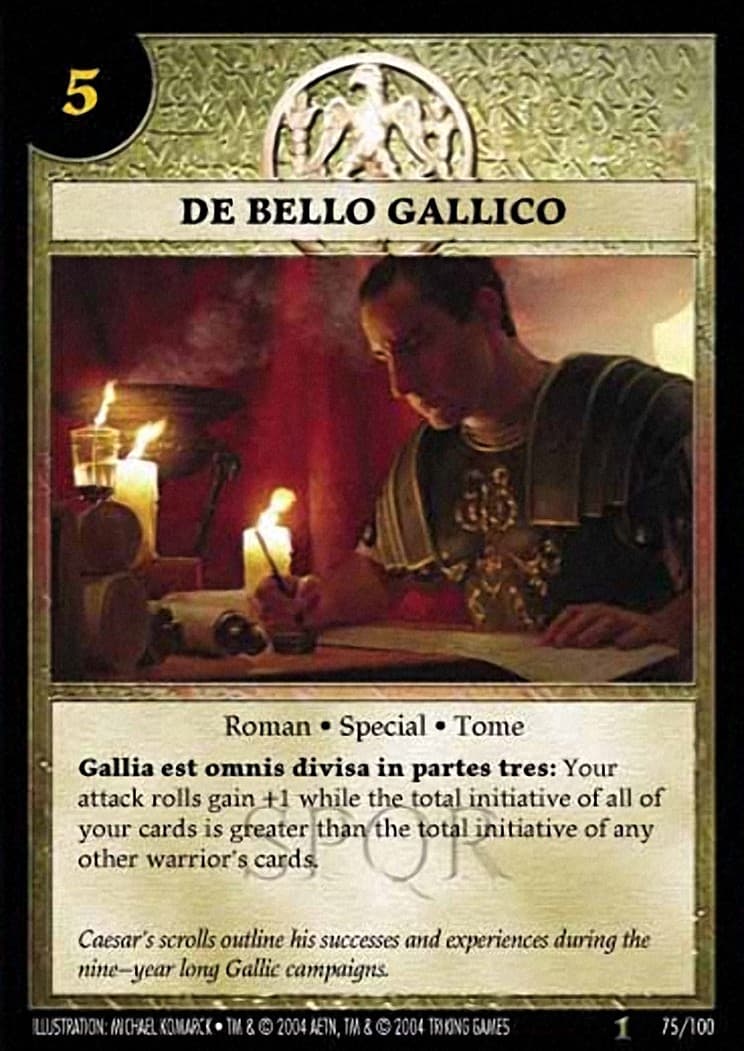 5
DE BELLO GALLICO
Roman • Special • Tome
Gallia est omnis divisa in partes tres: Your
attack rolls gain +1 while the total initiative of all of
your cards is greater than the total initiative of any
other warrior's cards.
SPQR
Caesar's scrolls outline his successes and experiences during the
nine–year long Gallic campaigns.
ILLUSTRATION: MICHAEL KOMARCK • TM & © 2004 AETN, TM & © 2004 TRIKING GAMES 1 75/100